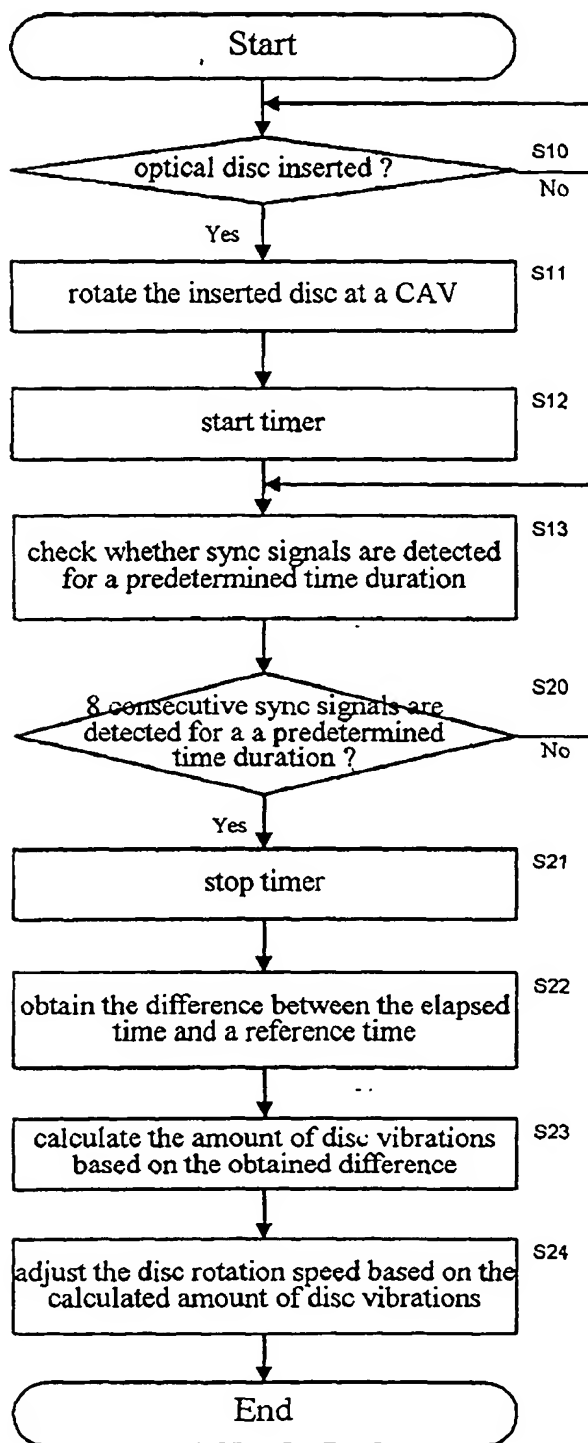 Start
optical disc inserted ?
S10
No
Yes
rotate the inserted disc at a CAV
S11
start timer
S12
check whether sync signals are detected
for a predetermined time duration
S13
8 consecutive sync signals are
detected for a a predetermined
time duration ?
S20
No
Yes
stop timer
S21
obtain the difference between the elapsed
time and a reference time
S22
calculate the amount of disc vibrations
based on the obtained difference
S23
adjust the disc rotation speed based on the
calculated amount of disc vibrations
S24
End